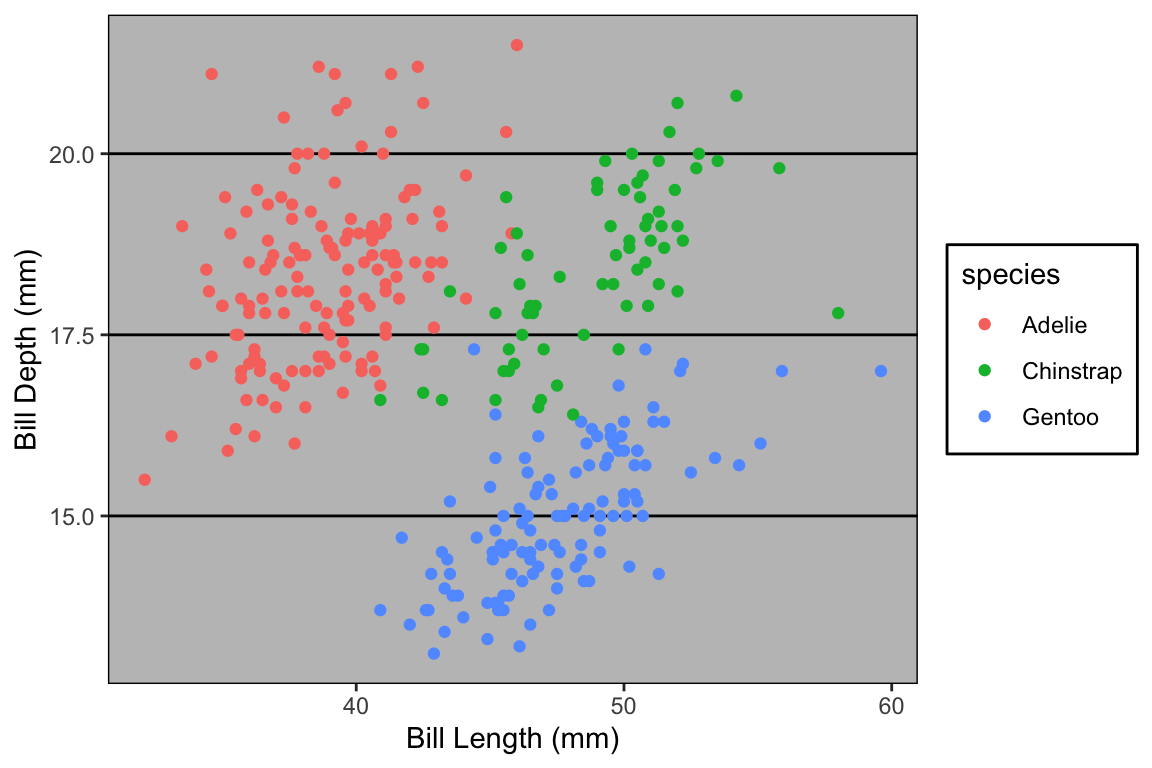 20.0
17.5
15.0
Bill Depth (mm)
40 50 60
Bill Length (mm)
species
Adelie
Chinstrap
Gentoo